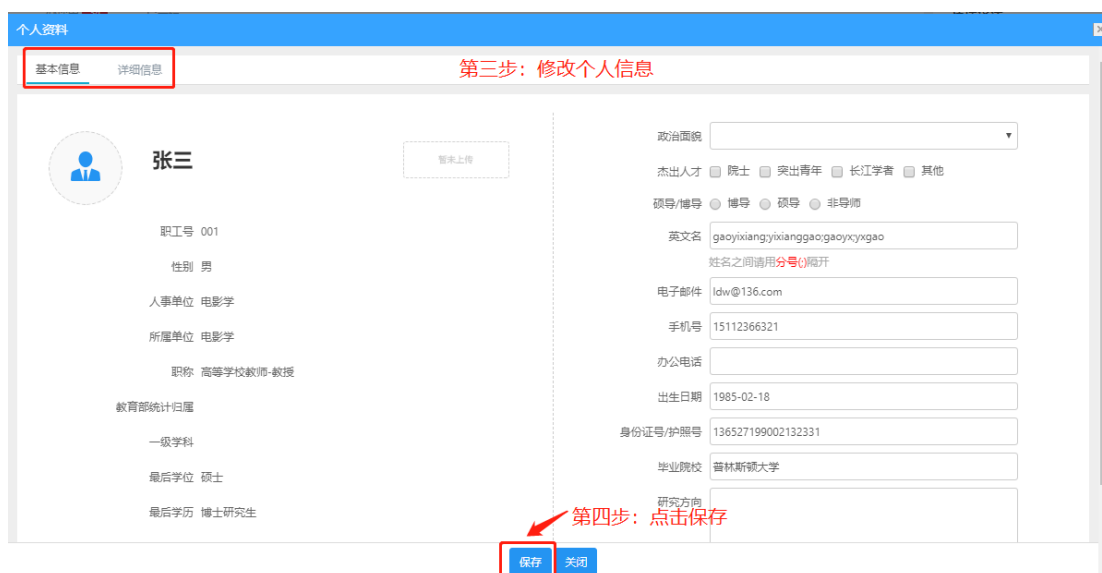 个人资料
基本信息 详细信息
第三步：修改个人信息
张三
暂未上传
职工号 001
性别 男
人事单位 电影学
所属单位 电影学
职称 高等学校教师-教授
教育部统计归属
一级学科
最后学位 硕士
最后学历 博士研究生
政治面貌
杰出人才 院士 突出青年 长江学者 其他
硕导/博导 博导 硕导 非导师
英文名 gaoyixiang;yixianggao;gaoyx;yxgao
姓名之间请用分号(;)隔开
电子邮件 ldw@136.com
手机号 15112366321
办公电话
出生日期 1985-02-18
身份证号/护照号 136527199002132331
毕业院校 普林斯顿大学
研究方向
第四步：点击保存
保存 关闭